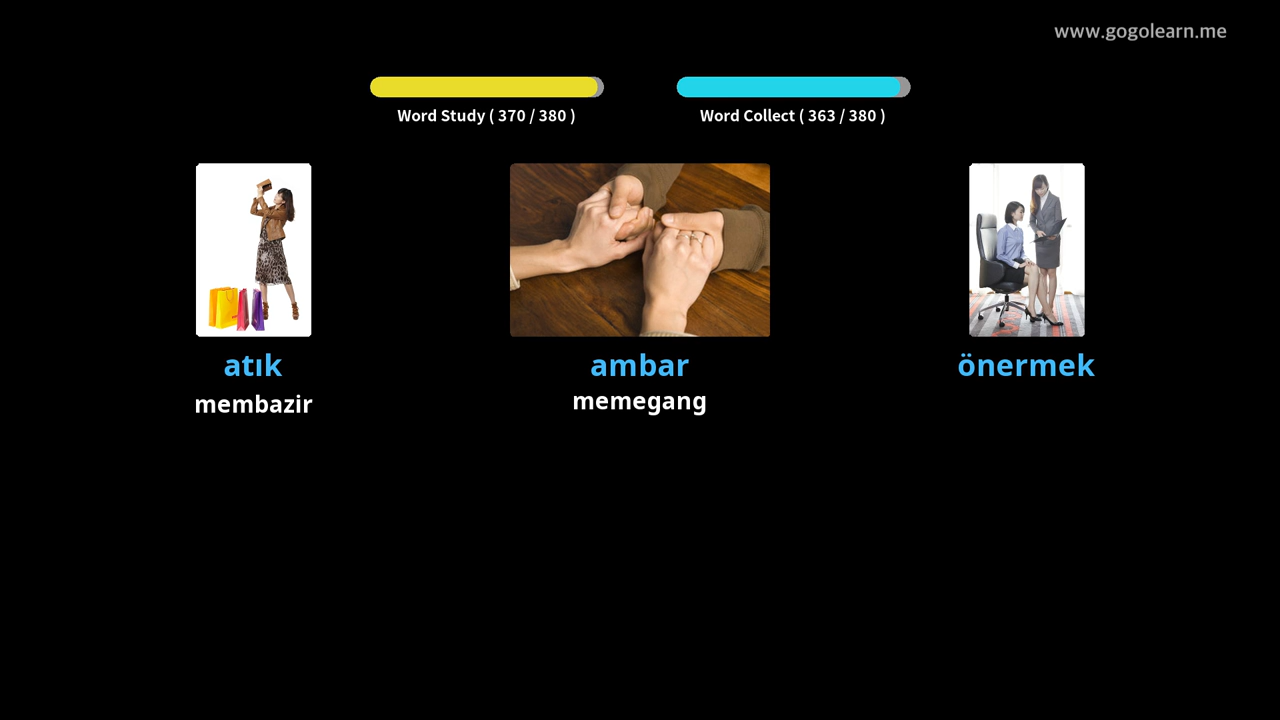 www.gogolearn.me
Word Study ( 370 / 380 )
Word Collect ( 363 / 380 )
atık
ambar
önermek
membazir
memegang